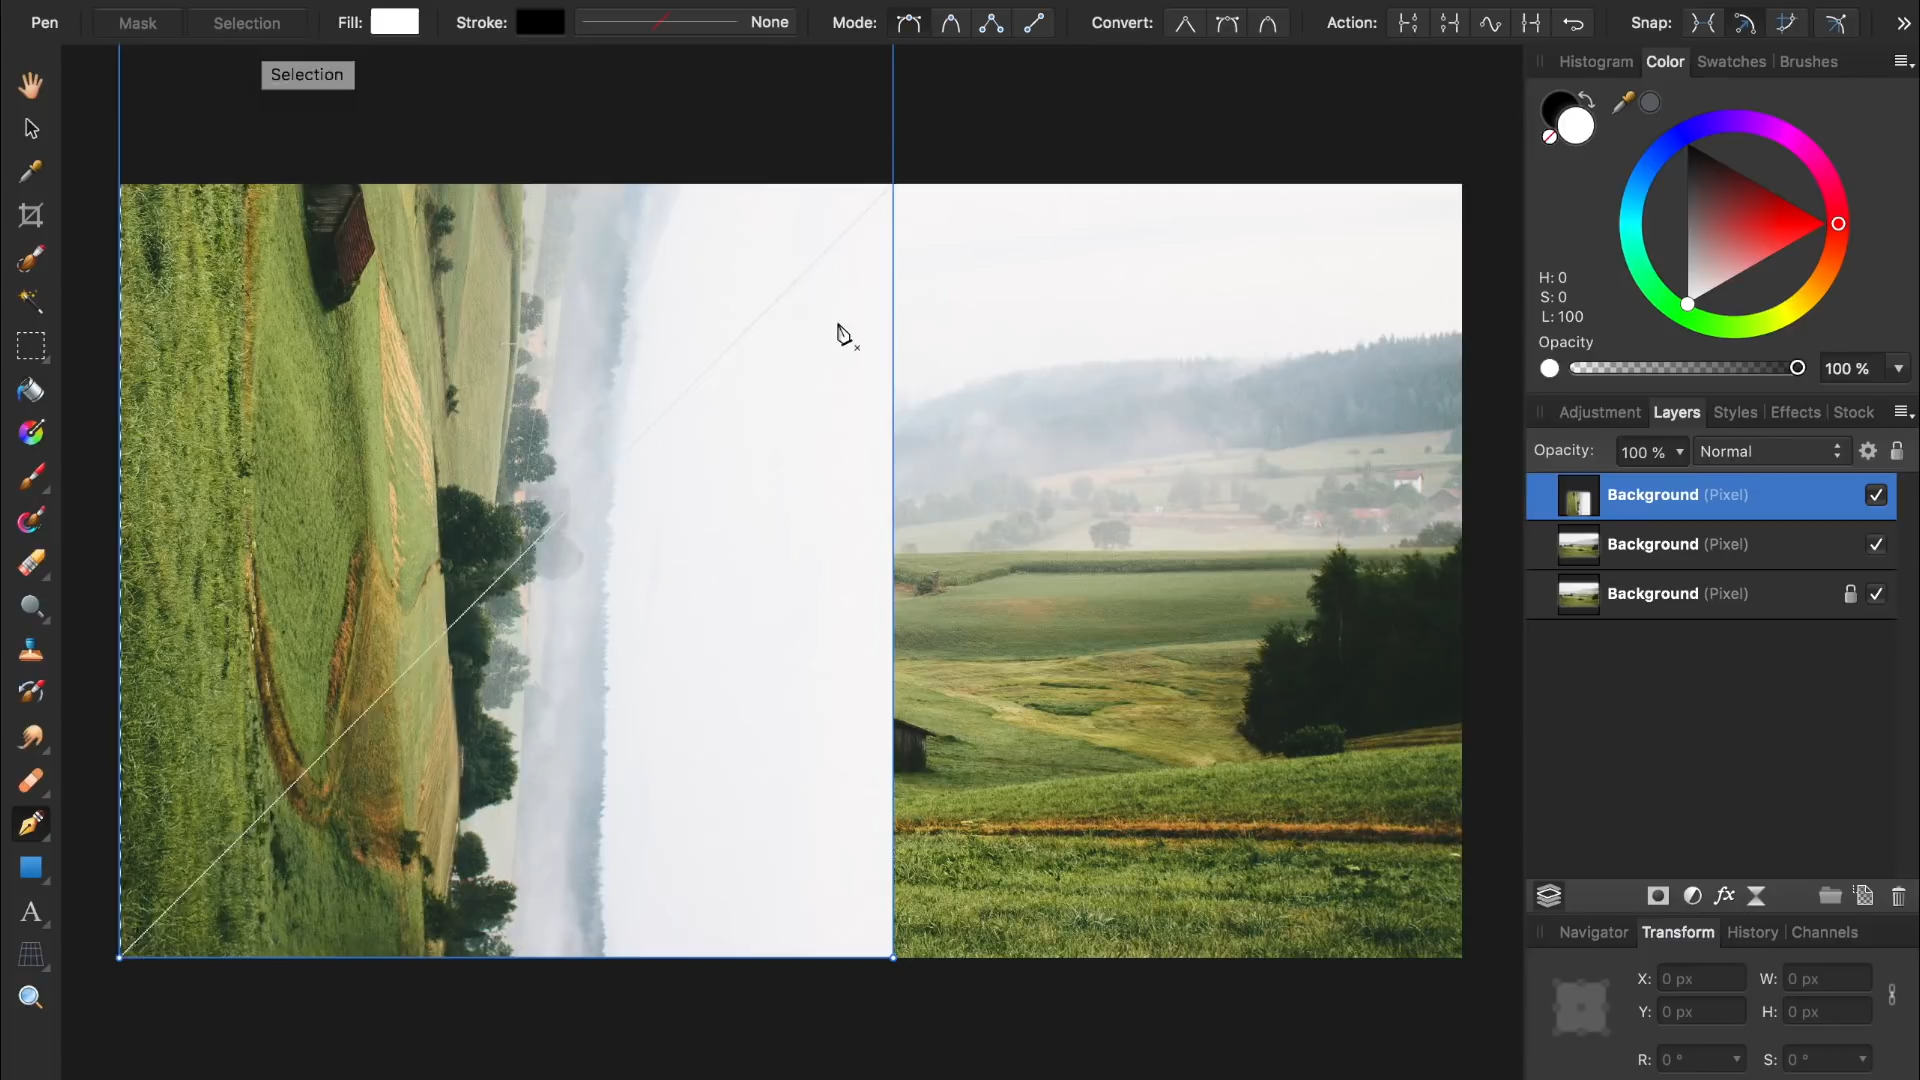 Pen Mask Selection Fill: Stroke: None Mode: Convert: Action: Snap:
Selection
Histogram Color Swatches Brushes
H: 0
S: 0
L: 100
Opacity
100 %
Adjustment Layers Styles Effects Stock
Opacity: 100 % Normal
Background (Pixel)
Background (Pixel)
Background (Pixel)
fx
A
Navigator Transform History Channels
X: 0 px W: 0 px
Y: 0 px H: 0 px
R: 0 ° S: 0 °